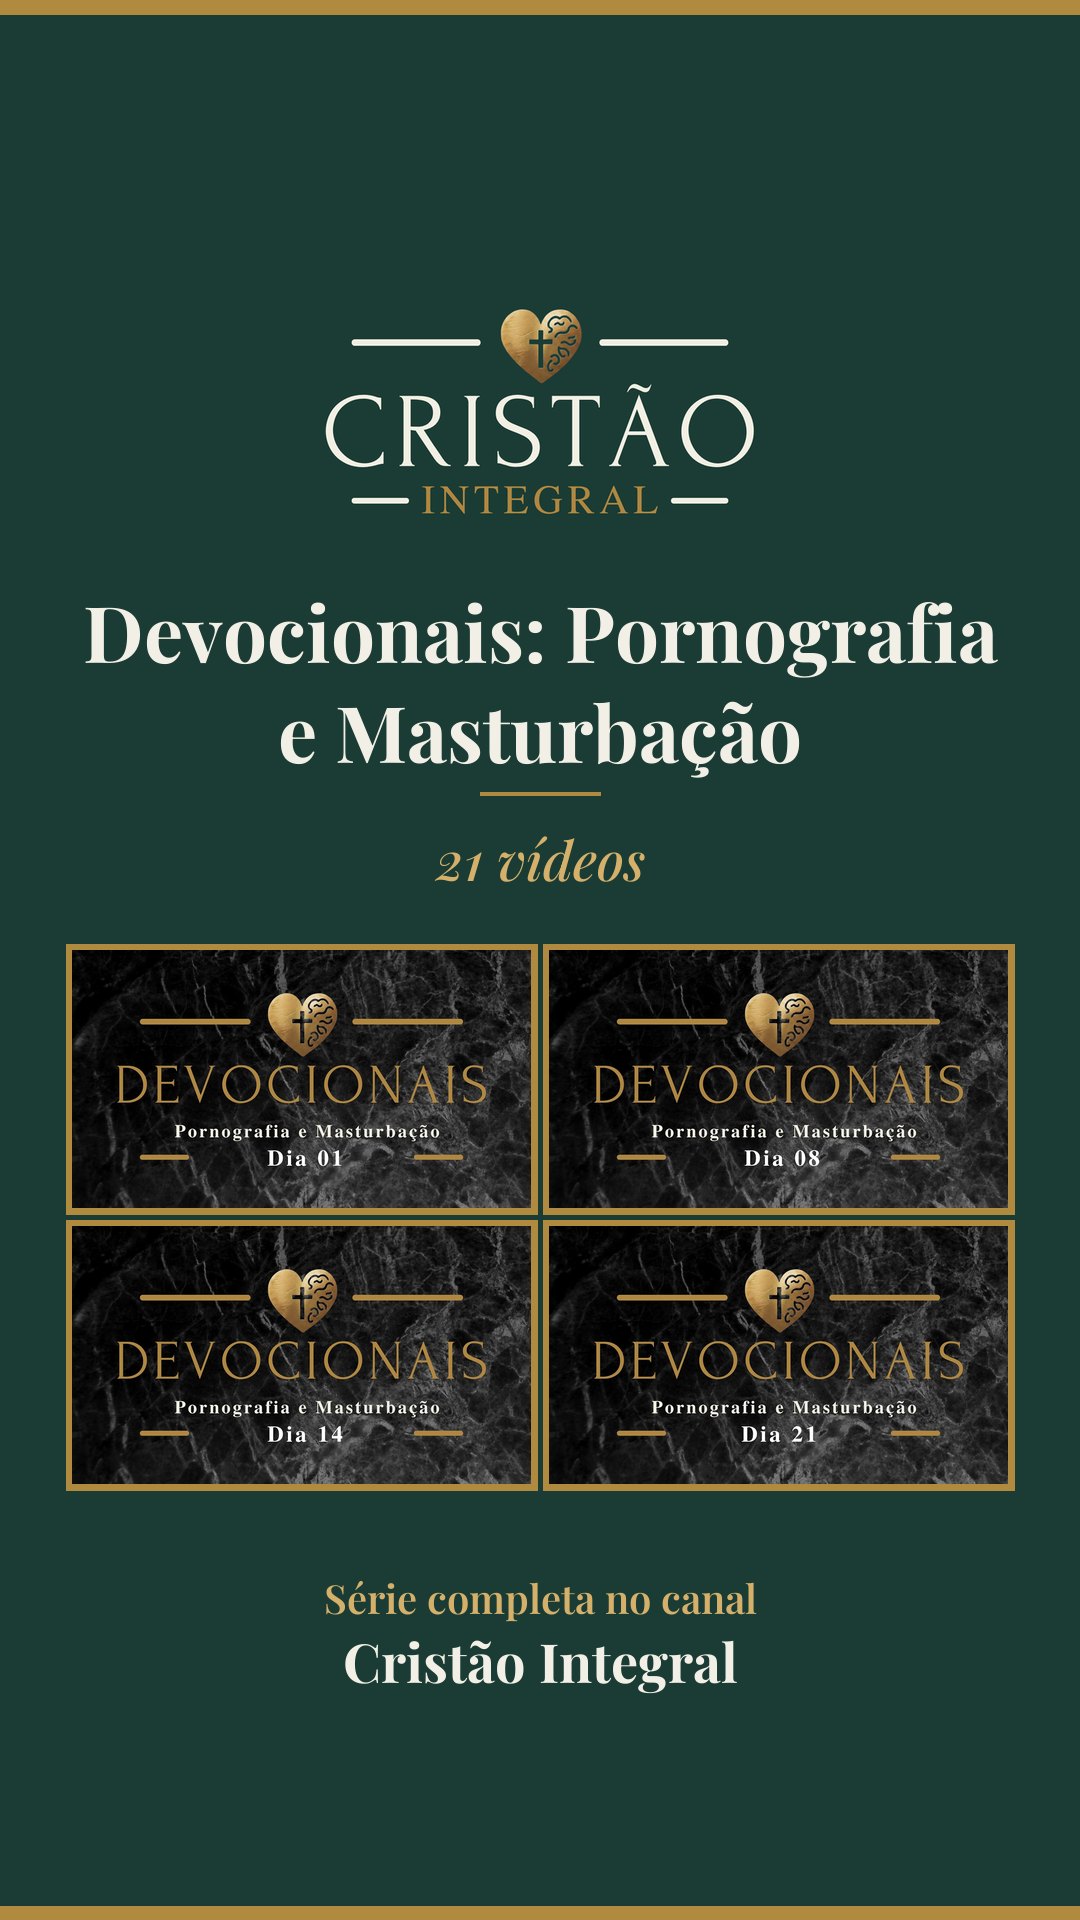 CRISTÃO
INTEGRAL
Devocionais: Pornografia
e Masturbação
21 vídeos
DEVOCIONAIS
Pornografia e Masturbação
Dia 01
DEVOCIONAIS
Pornografia e Masturbação
Dia 08
DEVOCIONAIS
Pornografia e Masturbação
Dia 14
DEVOCIONAIS
Pornografia e Masturbação
Dia 21
Série completa no canal
Cristão Integral